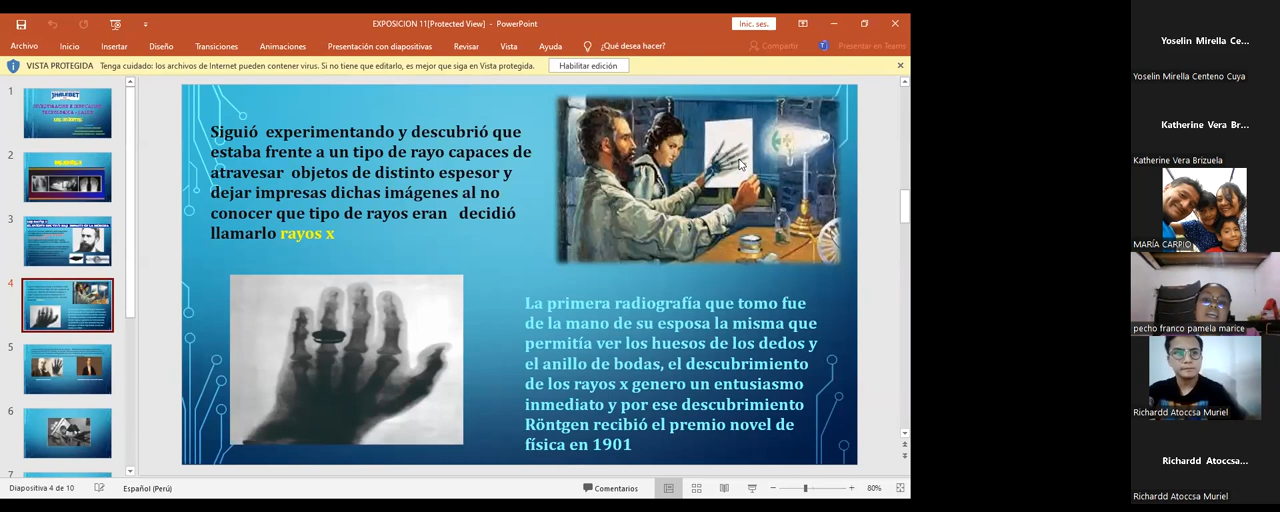 EXPOSICION 11[Protected View] - PowerPoint
Inic. ses.
Archivo Inicio Insertar Diseño Transiciones Animaciones Presentación con diapositivas Revisar Vista Ayuda ¿Qué desea hacer? Compartir Presentar en Teams
VISTA PROTEGIDA Tenga cuidado: los archivos de Internet pueden contener virus. Si no tiene que editarlo, es mejor que siga en Vista protegida. Habilitar edición
1
2
3
4
5
6
7
Siguió experimentando y descubrió que
estaba frente a un tipo de rayo capaces de
atravesar objetos de distinto espesor y
dejar impresas dichas imágenes al no
conocer que tipo de rayos eran decidió
llamarlo rayos x
La primera radiografía que tomo fue
de la mano de su esposa la misma que
permitía ver los huesos de los dedos y
el anillo de bodas, el descubrimiento
de los rayos x genero un entusiasmo
inmediato y por ese descubrimiento
Röntgen recibió el premio novel de
física en 1901
Diapositiva 4 de 10 Español (Perú) Comentarios 80%
Yoselin Mirella Ce...
Yoselin Mirella Centeno Cuya
Katherine Vera Br...
Katherine Vera Brizuela
MARÍA CARPIO
pecho franco pamela marice
Richardd Atoccsa Muriel
Richardd Atoccsa...
Richardd Atoccsa Muriel